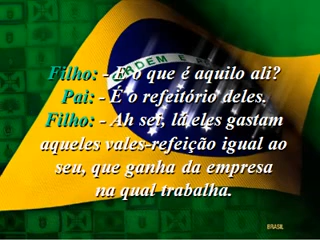 ORDEM E
Filho: - E o que é aquilo ali?
Pai: - É o refeitório deles.
Filho: - Ah sei, lá eles gastam
aqueles vales-refeição igual ao
seu, que ganha da empresa
na qual trabalha.
BRASIL